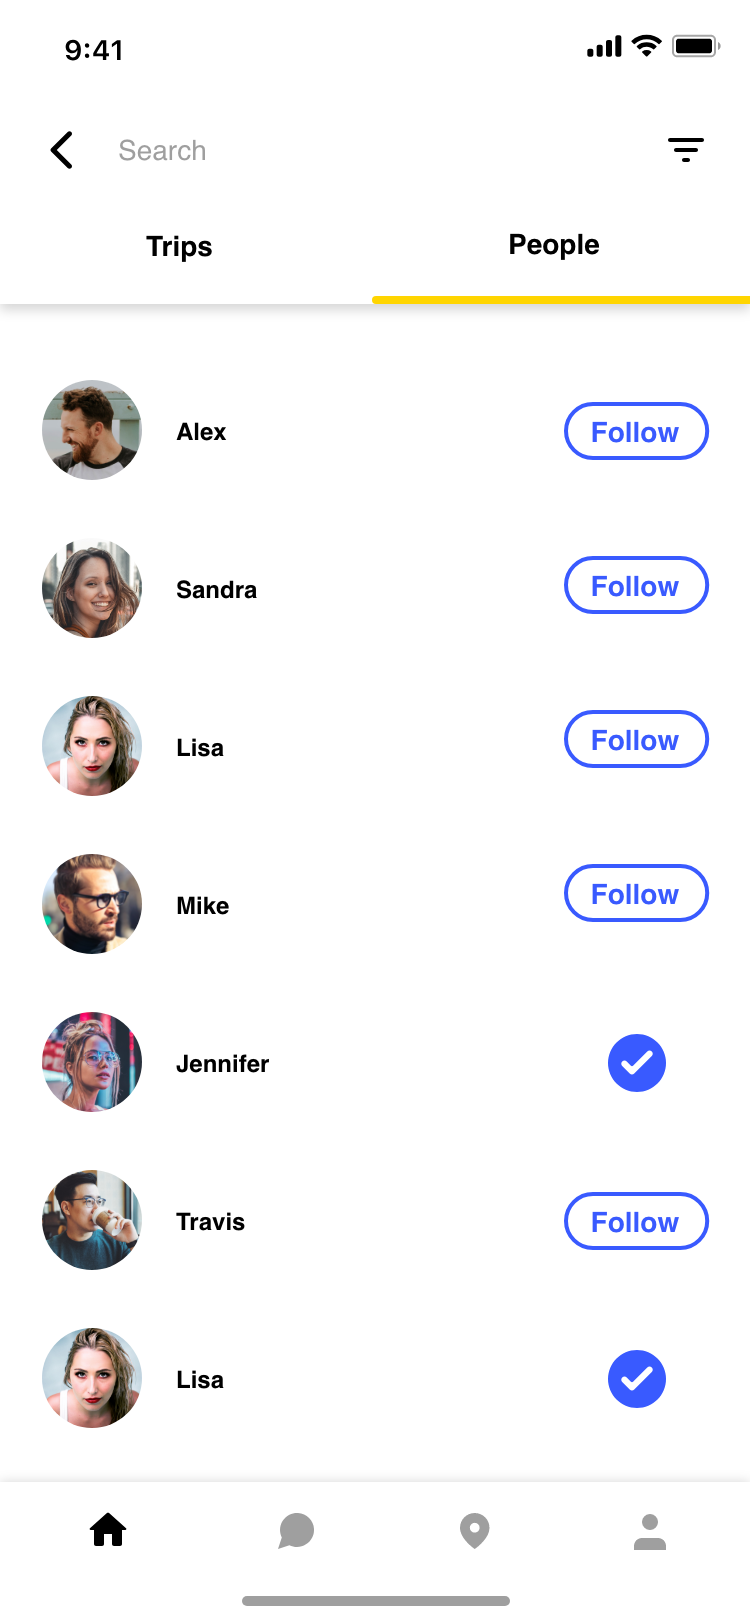 9:41
Search
Trips
People
Alex
Follow
Sandra
Follow
Lisa
Follow
Mike
Follow
Jennifer
Travis
Follow
Lisa